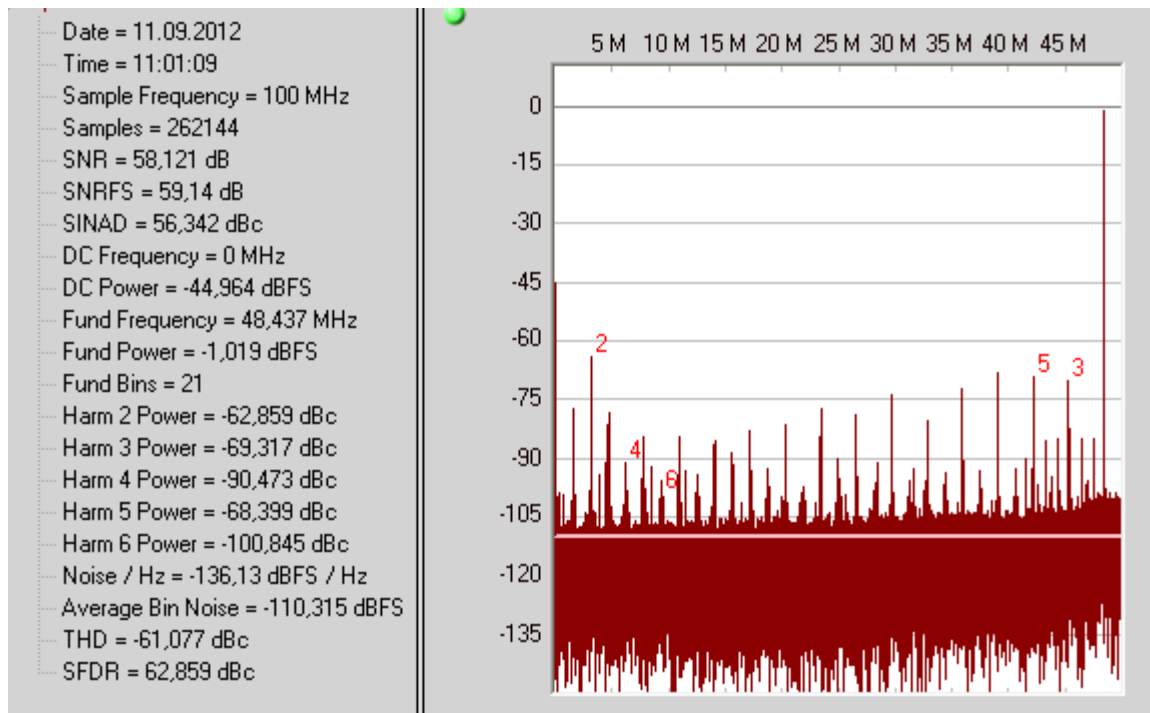 Date = 11.09.2012
Time = 11:01:09
Sample Frequency = 100 MHz
Samples = 262144
SNR = 58,121 dB
SNRFS = 59,14 dB
SINAD = 56,342 dBc
DC Frequency = 0 MHz
DC Power = -44,964 dBFS
Fund Frequency = 48,437 MHz
Fund Power = -1,019 dBFS
Fund Bins = 21
Harm 2 Power = -62,859 dBc
Harm 3 Power = -69,317 dBc
Harm 4 Power = -90,473 dBc
Harm 5 Power = -68,399 dBc
Harm 6 Power = -100,845 dBc
Noise / Hz = -136,13 dBFS / Hz
Average Bin Noise = -110,315 dBFS
THD = -61,077 dBc
SFDR = 62,859 dBc
5 M 10 M 15 M 20 M 25 M 30 M 35 M 40 M 45 M
0
-15
-30
-45
-60
-75
-90
-105
-120
-135
2
5 3
4
6